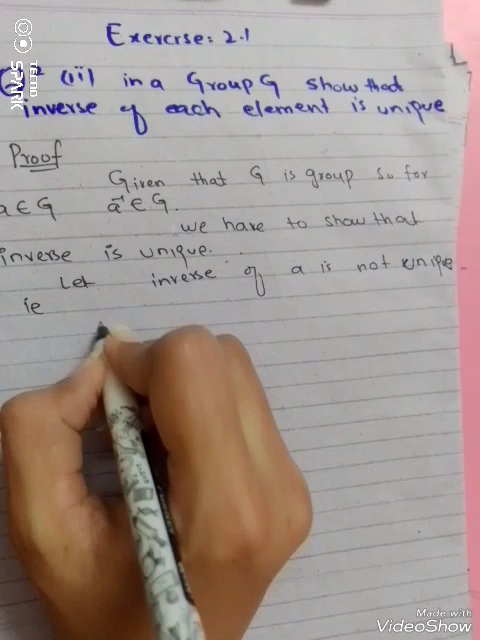 Exercise: 2.1
(ii) in a Group G show that
inverse of each element is unique
Proof
Given that G is group so for
a ∈ G a⁻¹ ∈ G.
we have to show that
inverse is unique.
Let inverse of a is not unique
ie
TECNO
SPARK
Made with
VideoShow